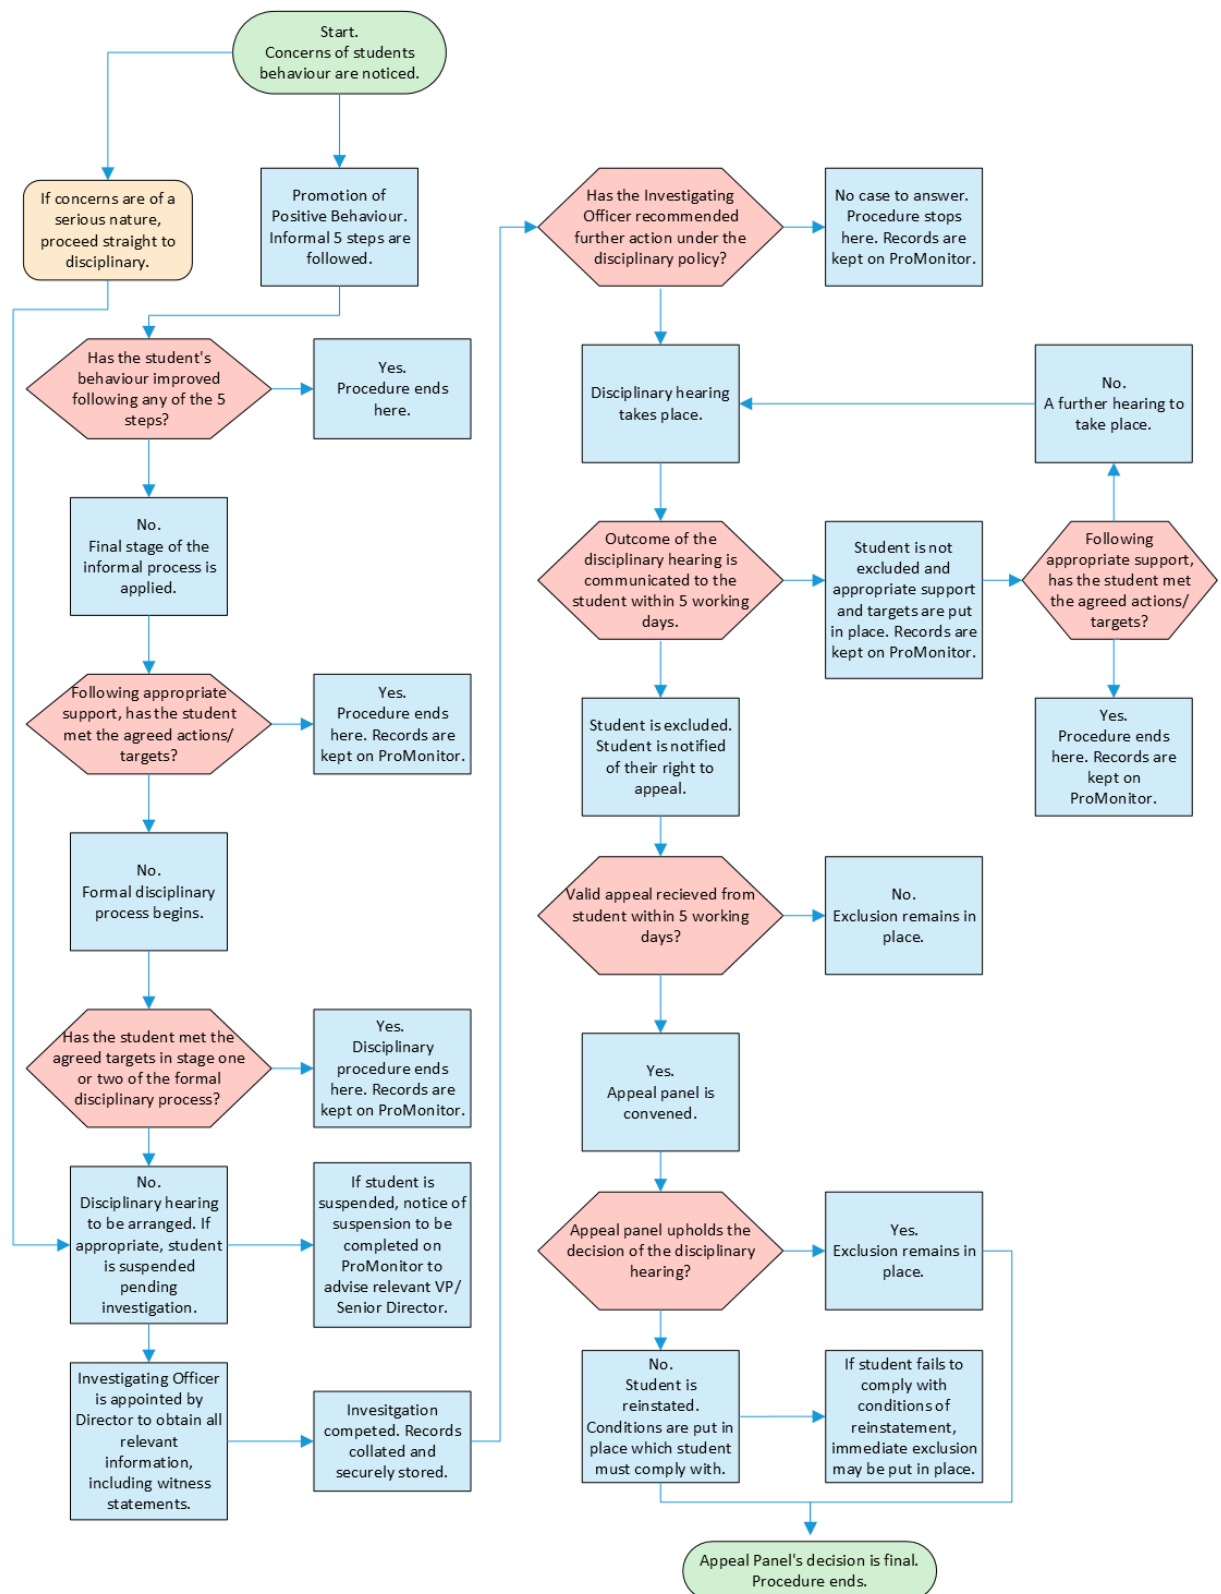 Start.
Concerns of students
behaviour are noticed.
If concerns are of a
serious nature,
proceed straight to
disciplinary.
Promotion of
Positive Behaviour.
Informal 5 steps are
followed.
Has the student's
behaviour improved
following any of the 5
steps?
Yes.
Procedure ends
here.
No.
Final stage of the
informal process is
applied.
Following appropriate
support, has the student
met the agreed actions/
targets?
Yes.
Procedure ends
here. Records are
kept on ProMonitor.
No.
Formal disciplinary
process begins.
Has the student met the
agreed targets in stage one
or two of the formal
disciplinary process?
Yes.
Disciplinary
procedure ends
here. Records are
kept on ProMonitor.
No.
Disciplinary hearing
to be arranged. If
appropriate, student
is suspended
pending
investigation.
If student is
suspended, notice of
suspension to be
completed on
ProMonitor to
advise relevant VP/
Senior Director.
Investigating Officer
is appointed by
Director to obtain all
relevant
information,
including witness
statements.
Invesitgation
competed. Records
collated and
securely stored.
Has the Investigating
Officer recommended
further action under the
disciplinary policy?
No case to answer.
Procedure stops
here. Records are
kept on ProMonitor.
Disciplinary hearing
takes place.
No.
A further hearing to
take place.
Outcome of the
disciplinary hearing is
communicated to the
student within 5 working
days.
Student is not
excluded and
appropriate support
and targets are put
in place. Records are
kept on ProMonitor.
Following
appropriate support,
has the student met
the agreed actions/
targets?
Yes.
Procedure ends
here. Records are
kept on
ProMonitor.
Student is excluded.
Student is notified
of their right to
appeal.
Valid appeal recieved from
student within 5 working
days?
No.
Exclusion remains in
place.
Yes.
Appeal panel is
convened.
Appeal panel upholds the
decision of the disciplinary
hearing?
Yes.
Exclusion remains in
place.
No.
Student is
reinstated.
Conditions are put in
place which student
must comply with.
If student fails to
comply with
conditions of
reinstatement,
immediate exclusion
may be put in place.
Appeal Panel's decision is final.
Procedure ends.